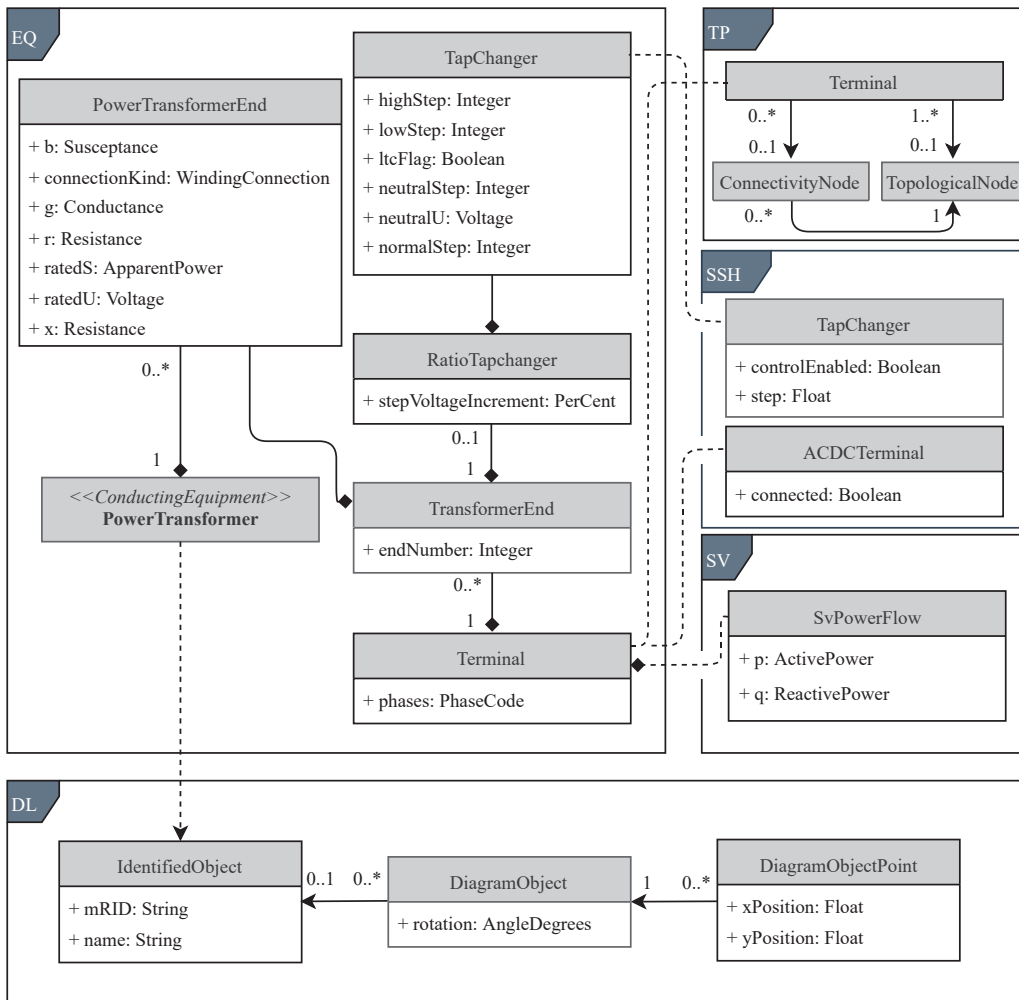 EQ
PowerTransformerEnd
+ b: Susceptance
+ connectionKind: WindingConnection
+ g: Conductance
+ r: Resistance
+ ratedS: ApparentPower
+ ratedU: Voltage
+ x: Resistance
0..*
1
<<ConductingEquipment>>
PowerTransformer
TapChanger
+ highStep: Integer
+ lowStep: Integer
+ ltcFlag: Boolean
+ neutralStep: Integer
+ neutralU: Voltage
+ normalStep: Integer
RatioTapchanger
+ stepVoltageIncrement: PerCent
0..1
1
TransformerEnd
+ endNumber: Integer
0..*
1
Terminal
+ phases: PhaseCode
TP
Terminal
0..* 1..*
0..1 0..1
ConnectivityNode TopologicalNode
0..* 1
SSH
TapChanger
+ controlEnabled: Boolean
+ step: Float
ACDCTerminal
+ connected: Boolean
SV
SvPowerFlow
+ p: ActivePower
+ q: ReactivePower
DL
IdentifiedObject
+ mRID: String
+ name: String
0..1 0..*
DiagramObject
+ rotation: AngleDegrees
1 0..*
DiagramObjectPoint
+ xPosition: Float
+ yPosition: Float